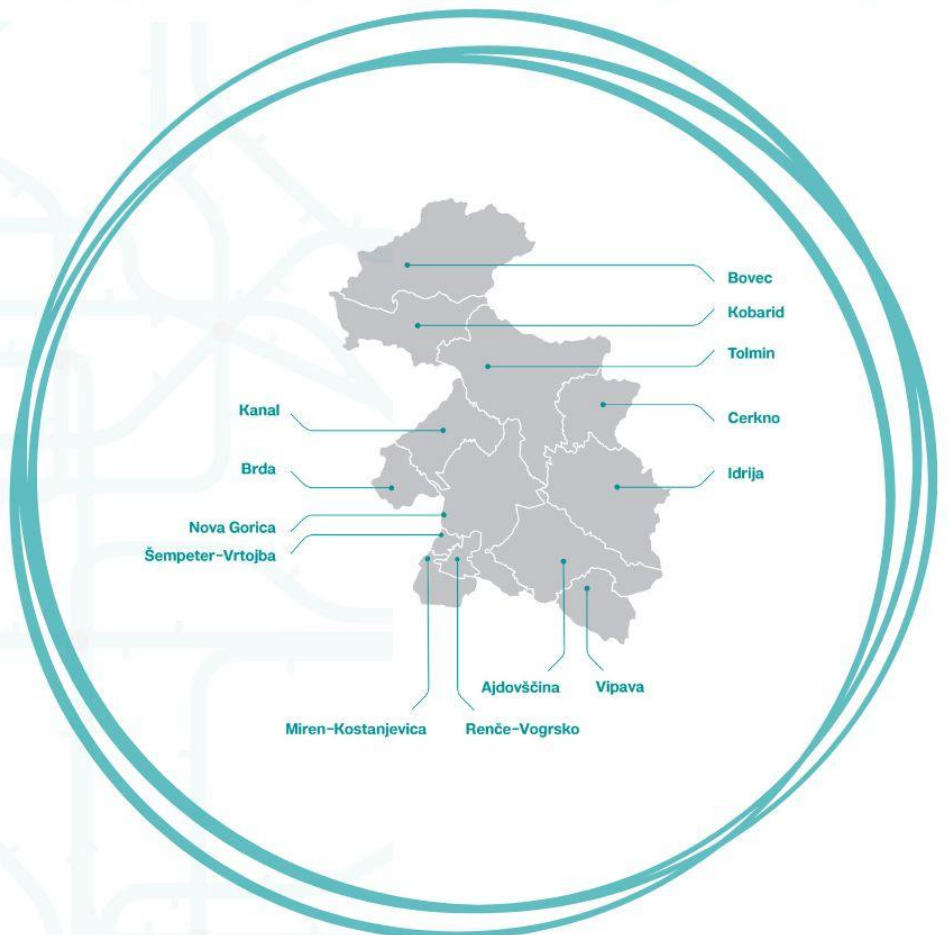 Bovec
Kobarid
Tolmin
Kanal
Cerkno
Brda
Idrija
Nova Gorica
Šempeter-Vrtojba
Ajdovščina
Vipava
Miren-Kostanjevica
Renče-Vogrsko